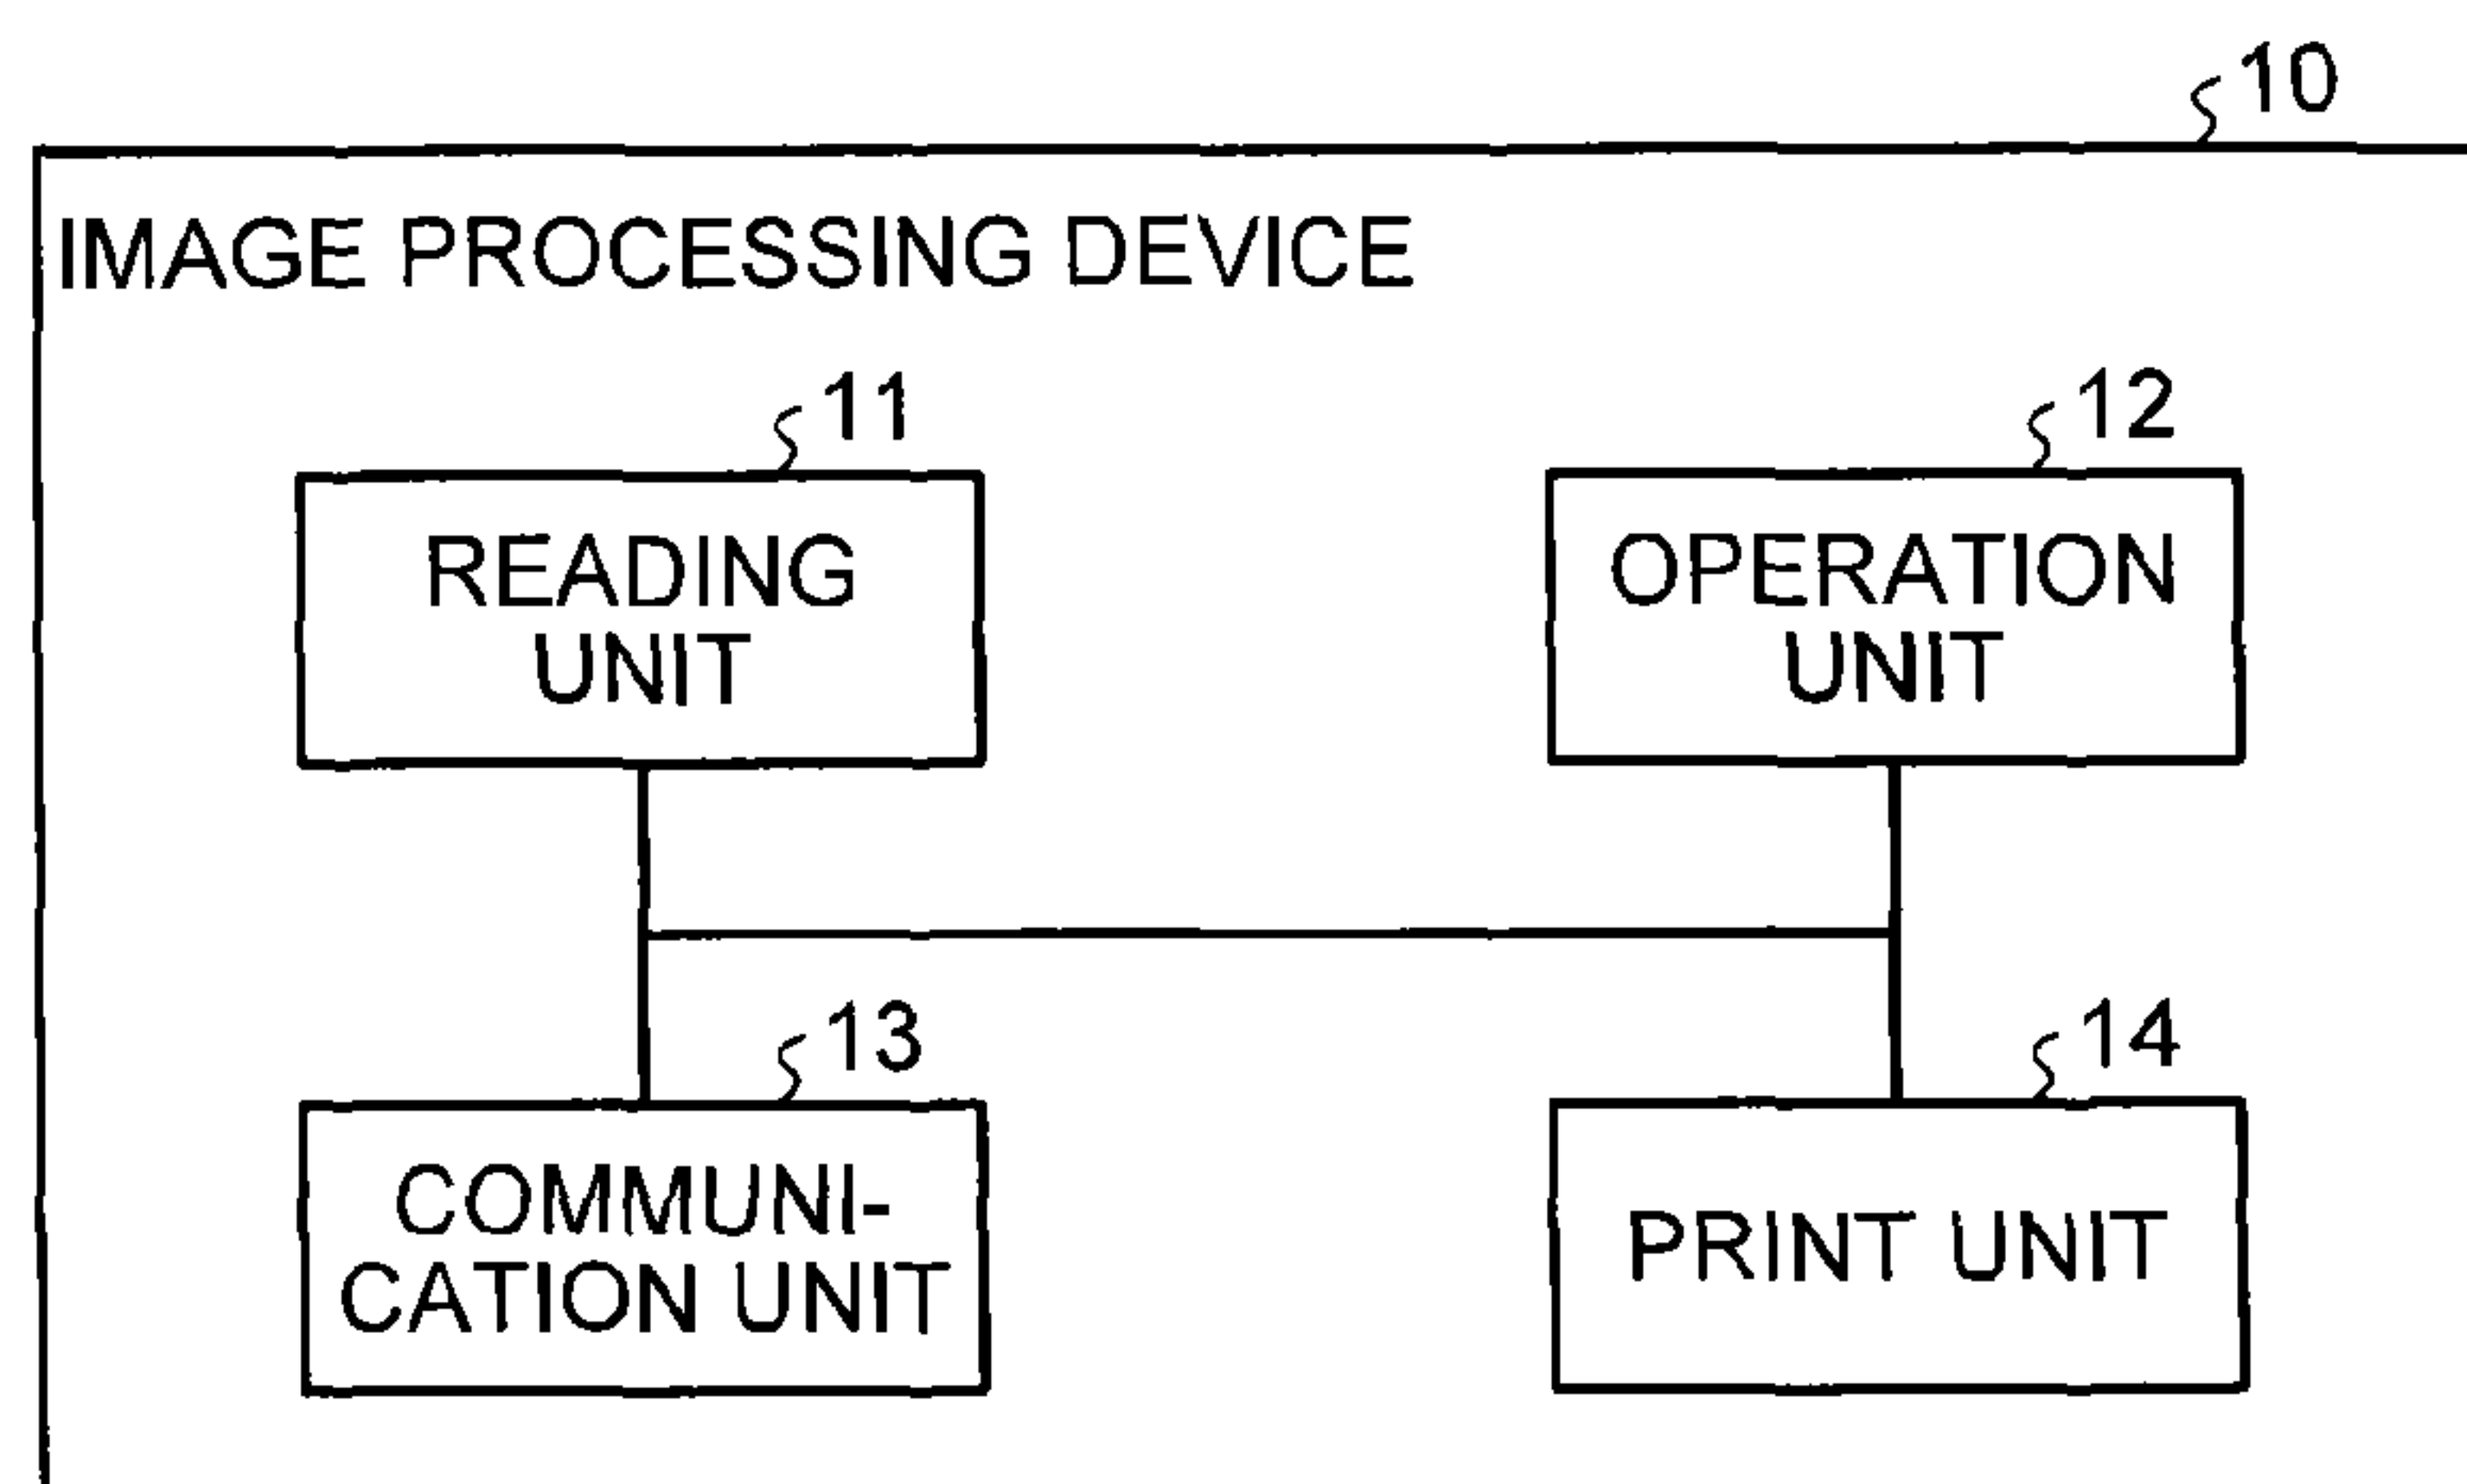 10
IMAGE PROCESSING DEVICE
11
12
READING
UNIT
OPERATION
UNIT
13
14
COMMUNI-
CATION UNIT
PRINT UNIT